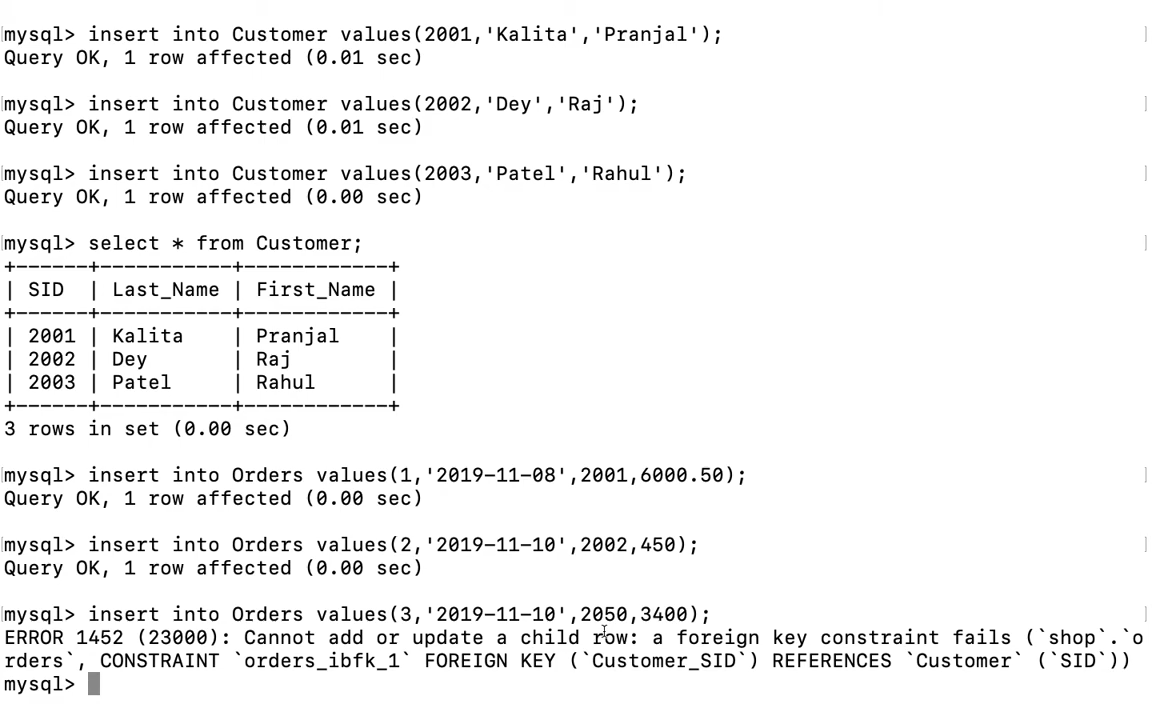 mysql> insert into Customer values(2001,'Kalita','Pranjal');
Query OK, 1 row affected (0.01 sec)
mysql> insert into Customer values(2002,'Dey','Raj');
Query OK, 1 row affected (0.01 sec)
mysql> insert into Customer values(2003,'Patel','Rahul');
Query OK, 1 row affected (0.00 sec)
mysql> select * from Customer;
+------+-----------+------------+
| SID  | Last_Name | First_Name |
+------+-----------+------------+
| 2001 | Kalita    | Pranjal    |
| 2002 | Dey       | Raj        |
| 2003 | Patel     | Rahul      |
+------+-----------+------------+
3 rows in set (0.00 sec)
mysql> insert into Orders values(1,'2019-11-08',2001,6000.50);
Query OK, 1 row affected (0.00 sec)
mysql> insert into Orders values(2,'2019-11-10',2002,450);
Query OK, 1 row affected (0.00 sec)
mysql> insert into Orders values(3,'2019-11-10',2050,3400);
ERROR 1452 (23000): Cannot add or update a child row: a foreign key constraint fails (`shop`.`o
rders`, CONSTRAINT `orders_ibfk_1` FOREIGN KEY (`Customer_SID`) REFERENCES `Customer` (`SID`))
mysql>